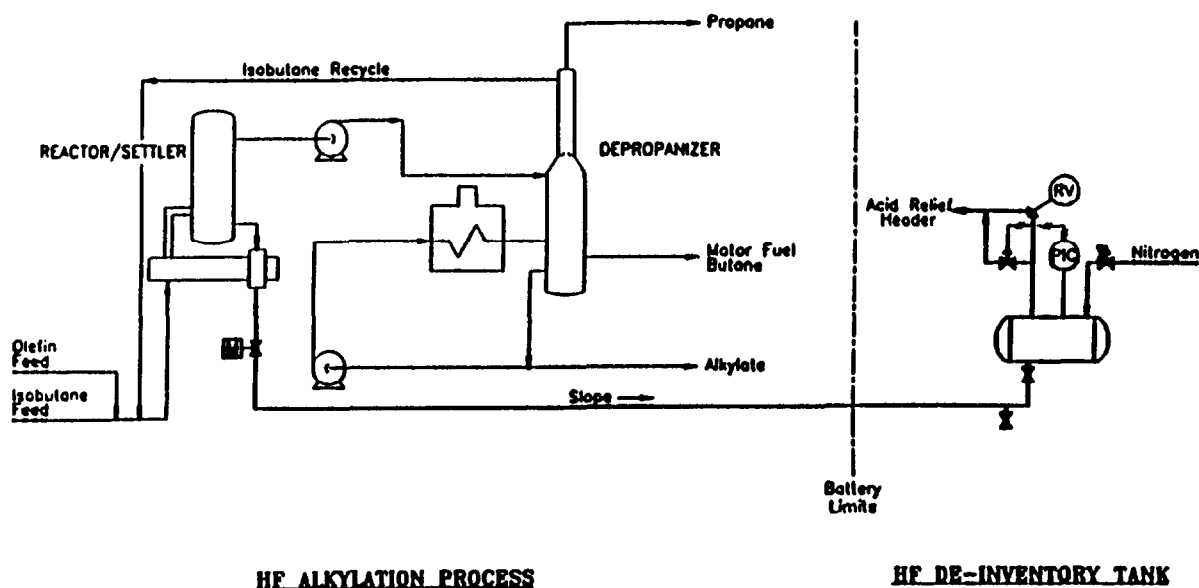 Propane
Isobutane Recycle
REACTOR/SETTLER
DEPROPANIZER
RV
Acid Relief
Header
PIC
Nitrogen
Motor Fuel
Butane
M
Olefin
Feed
Isobutane
Feed
Alkylate
Slope
Battery
Limits
HF ALKYLATION PROCESS
HF DE-INVENTORY TANK